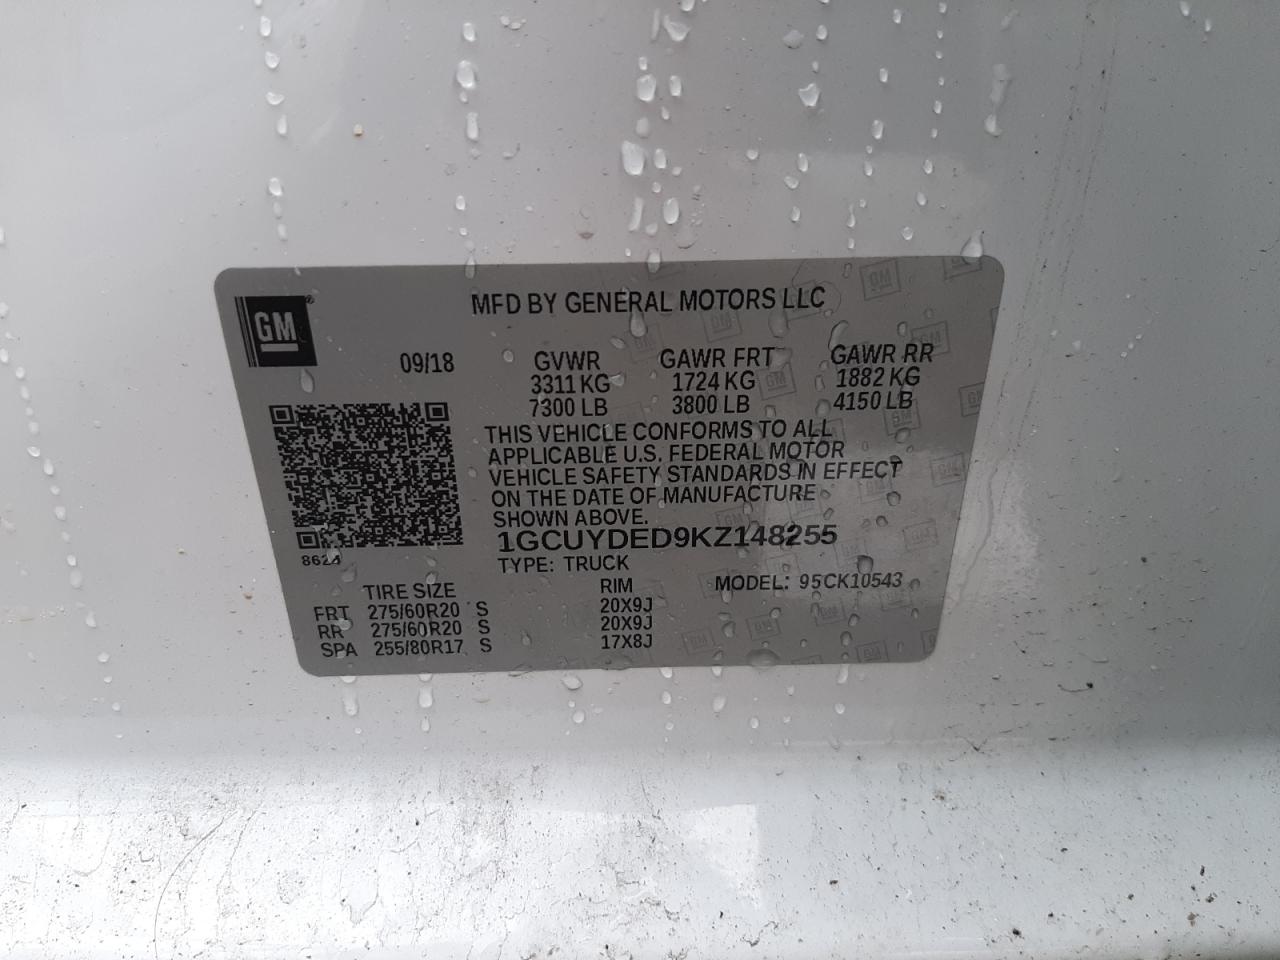 GM
MFD BY GENERAL MOTORS LLC
09/18 GVWR GAWR FRT GAWR RR
3311 KG 1724 KG 1882 KG
7300 LB 3800 LB 4150 LB
THIS VEHICLE CONFORMS TO ALL
APPLICABLE U.S. FEDERAL MOTOR
VEHICLE SAFETY STANDARDS IN EFFECT
ON THE DATE OF MANUFACTURE
SHOWN ABOVE.
1GCUYDED9KZ148255
8624
TYPE: TRUCK
TIRE SIZE RIM MODEL: 95CK10543
FRT 275/60R20 S 20X9J
RR 275/60R20 S 20X9J
SPA 255/80R17 S 17X8J